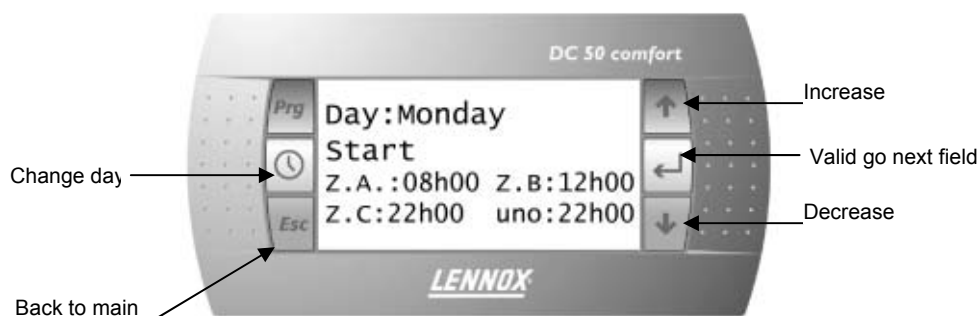 DC 50 comfort
Prg
Day:Monday
Start
Z.A.:08h00 Z.B:12h00
Z.C:22h00 uno:22h00
Esc
LENNOX
Change day
Back to main
Increase
Valid go next field
Decrease